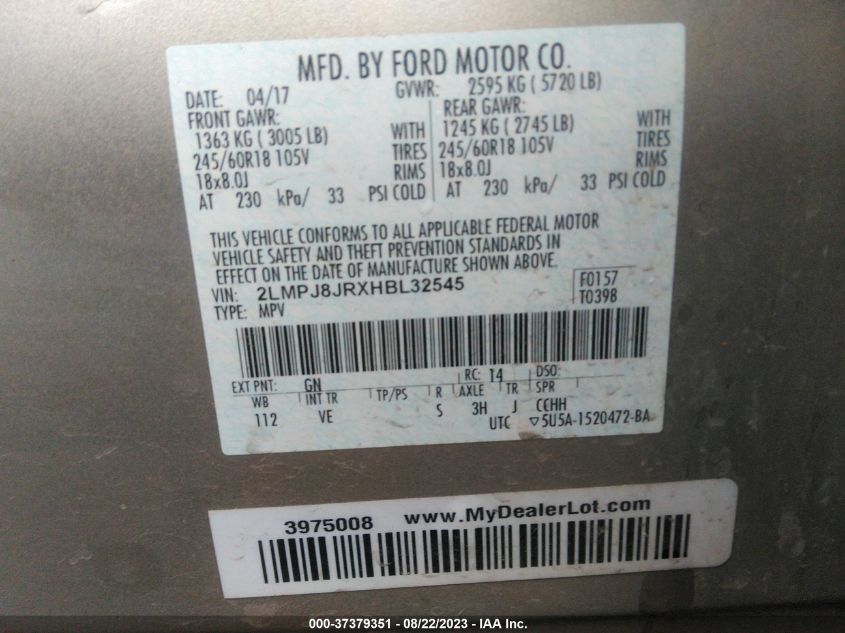 MFD. BY FORD MOTOR CO.
DATE: 04/17 GVWR: 2595 KG ( 5720 LB)
FRONT GAWR: REAR GAWR:
1363 KG ( 3005 LB) WITH 1245 KG ( 2745 LB) WITH
245/60R18 105V TIRES 245/60R18 105V TIRES
18x8.0J RIMS 18x8.0J RIMS
AT 230 kPa/ 33 PSI COLD AT 230 kPa/ 33 PSI COLD
THIS VEHICLE CONFORMS TO ALL APPLICABLE FEDERAL MOTOR
VEHICLE SAFETY AND THEFT PREVENTION STANDARDS IN
EFFECT ON THE DATE OF MANUFACTURE SHOWN ABOVE.
VIN: 2LMPJ8JRXHBL32545 F0157
TYPE: MPV T0398
EXT PNT: GN RC: 14 DSO:
WB INT TR TP/PS R AXLE TR SPR
112 VE S 3H J CCHH
UTC ▽5U5A-1520472-BA
3975008 www.MyDealerLot.com
000-37379351 - 08/22/2023 - IAA Inc.